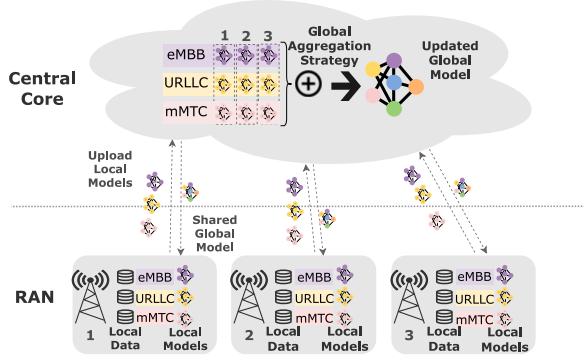 1 2 3
Global
Aggregation
Strategy
Updated
Global
Model
eMBB
URLLC
mMTC
Central
Core
Upload
Local
Models
Shared
Global
Model
RAN
eMBB
URLLC
mMTC
1
Local
Data
Local
Models
eMBB
URLLC
mMTC
2
Local
Data
Local
Models
eMBB
URLLC
mMTC
3
Local
Data
Local
Models